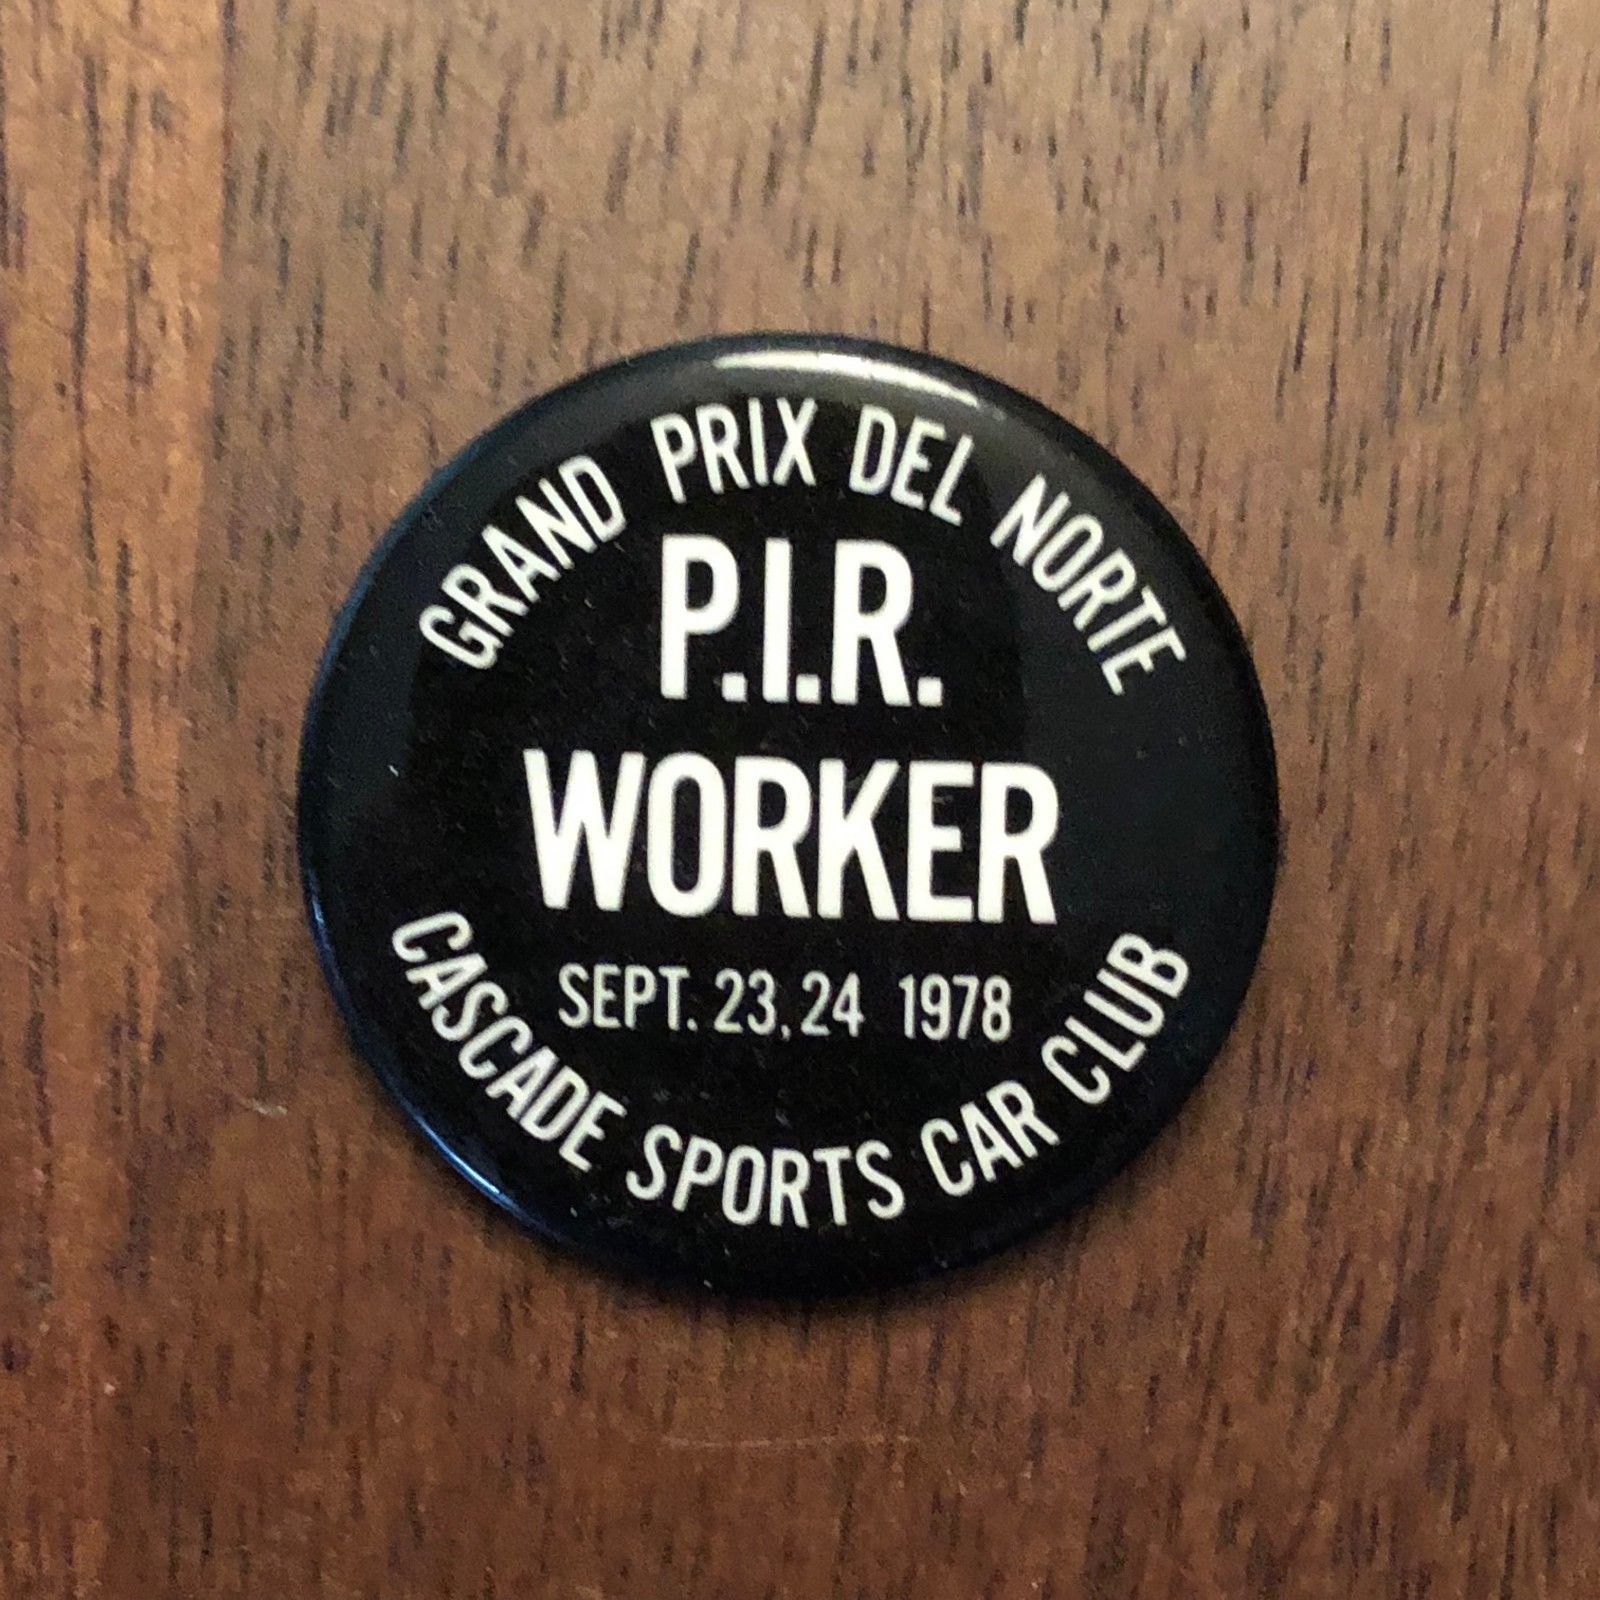 GRAND PRIX DEL NORTE
P.I.R.
WORKER
SEPT. 23, 24 1978
CASCADE SPORTS CAR CLUB